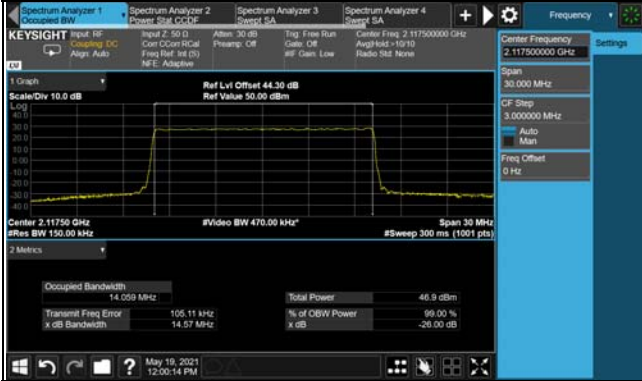 Spectrum Analyzer 1
Occupied BW
Spectrum Analyzer 2
Power Stat CCDF
Spectrum Analyzer 3
Swept SA
Spectrum Analyzer 4
Swept SA
Frequency
KEYSIGHT
Input: RF
Coupling: DC
Align: Auto
Input Z: 50 Ω
Corr CCorr RCal
Freq Ref: Int (S)
NFE: Adaptive
Atten: 30 dB
Preamp: Off
Trig: Free Run
Gate: Off
#IF Gain: Low
Center Freq: 2.117500000 GHz
Avg|Hold:>10/10
Radio Std: None
LVI
Center Frequency
2.117500000 GHz
Settings
Span
30.000 MHz
CF Step
3.000000 MHz
Auto
Man
Freq Offset
0 Hz
1 Graph
Scale/Div 10.0 dB
Ref Lvl Offset 44.30 dB
Ref Value 50.00 dBm
Log
40.0
30.0
20.0
10.0
0.00
-10.0
-20.0
-30.0
-40.0
Center 2.11750 GHz
#Video BW 470.00 kHz*
Span 30 MHz
#Res BW 150.00 kHz
#Sweep 300 ms (1001 pts)
2 Metrics
Occupied Bandwidth
14.059 MHz
Total Power
46.9 dBm
Transmit Freq Error
105.11 kHz
% of OBW Power
99.00 %
x dB Bandwidth
14.57 MHz
x dB
-26.00 dB
May 19, 2021
12:00:14 PM